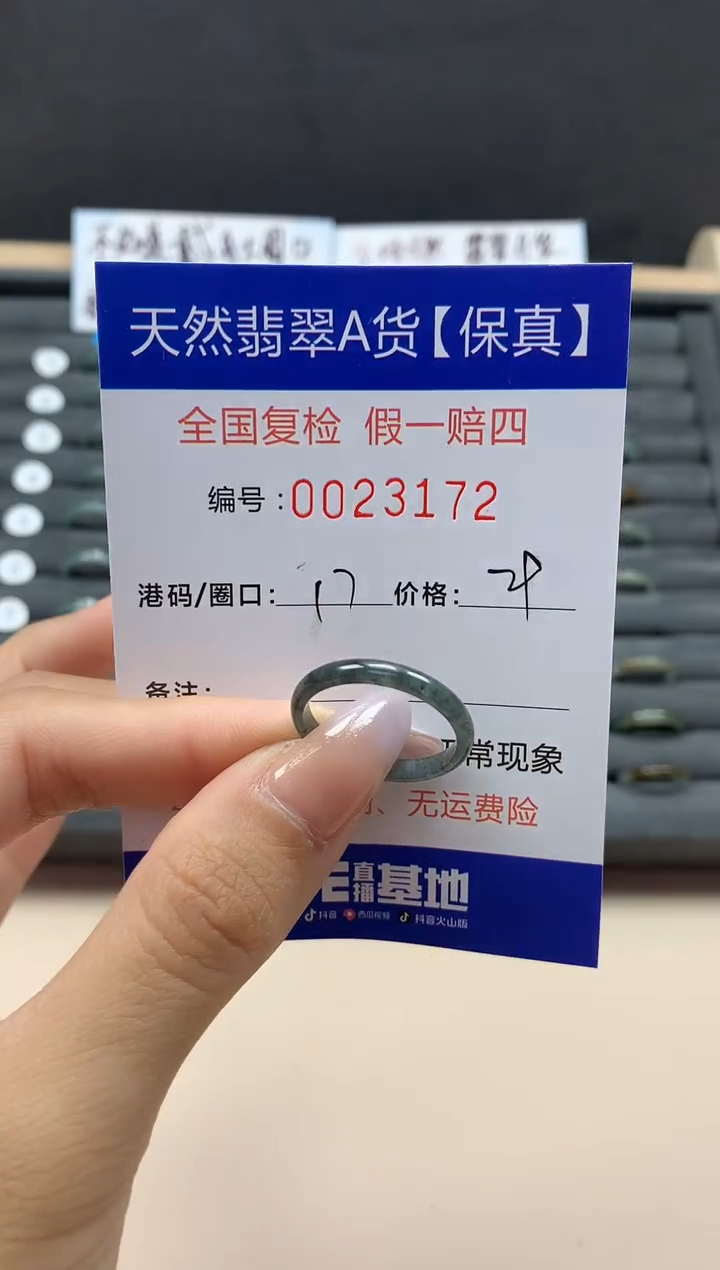 天然翡翠A货【保真】
全国复检 假一赔四
编号:0023172
港码/圈口: 17 价格:
备注:
常现象
、无运费险
直播基地
抖音 西瓜视频 抖音火山版